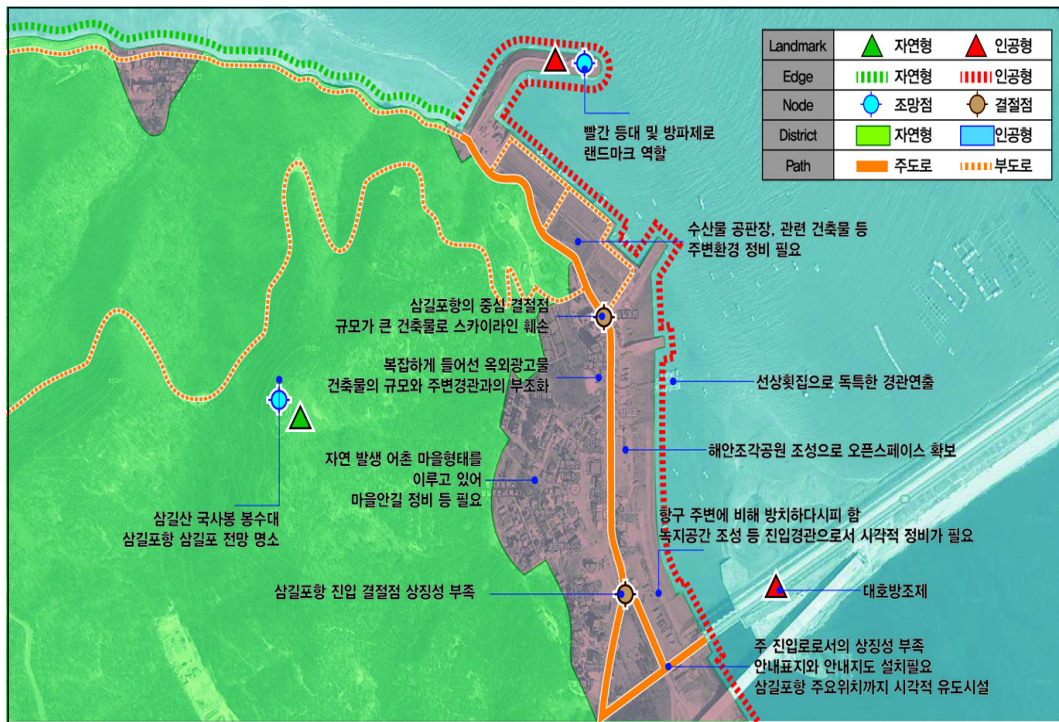 Landmark 자연형 인공형
Edge 자연형 인공형
Node 조망점 결절점
District 자연형 인공형
Path 주도로 부도로
빨간 등대 및 방파제로
랜드마크 역할
수산물 공판장, 관련 건축물 등
주변환경 정비 필요
삼길포항의 중심 결절점
규모가 큰 건축물로 스카이라인 훼손
복잡하게 들어선 옥외광고물
건축물의 규모와 주변경관과의 부조화
선상횟집으로 독특한 경관연출
해안조각공원 조성으로 오픈스페이스 확보
자연 발생 어촌 마을형태를
이루고 있어
마을안길 정비 등 필요
삼길산 국사봉 봉수대
삼길포항 삼길포 전망 명소
항구 주변에 비해 방치하다시피 함
녹지공간 조성 등 진입경관으로서 시각적 정비가 필요
삼길포항 진입 결절점 상징성 부족
대호방조제
주 진입로로서의 상징성 부족
안내표지와 안내지도 설치필요
삼길포항 주요위치까지 시각적 유도시설